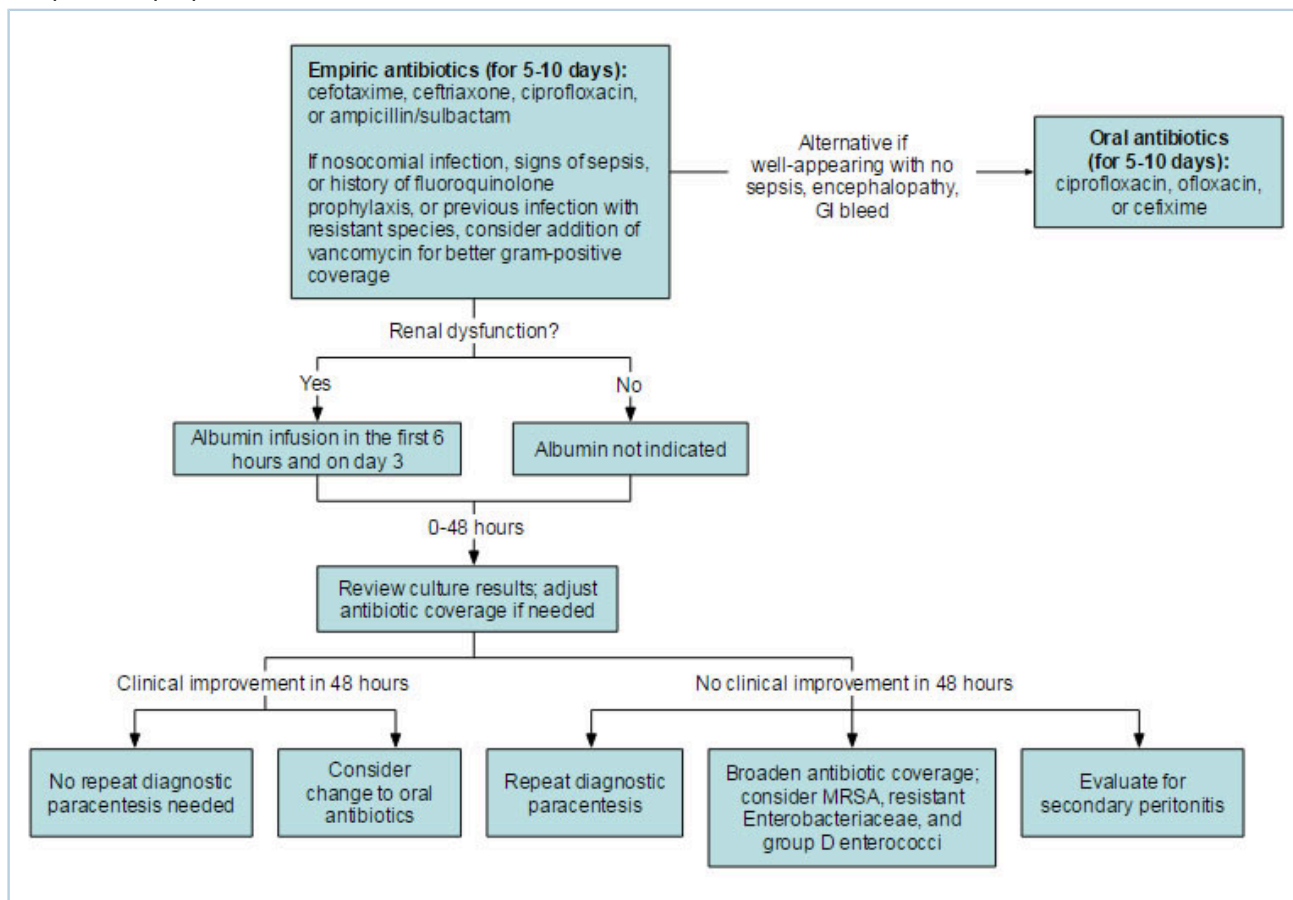 Empiric antibiotics (for 5-10 days):
cefotaxime, ceftriaxone, ciprofloxacin,
or ampicillin/sulbactam
If nosocomial infection, signs of sepsis,
or history of fluoroquinolone
prophylaxis, or previous infection with
resistant species, consider addition of
vancomycin for better gram-positive
coverage
Alternative if
well-appearing with no
sepsis, encephalopathy,
GI bleed
Oral antibiotics
(for 5-10 days):
ciprofloxacin, ofloxacin,
or cefixime
Renal dysfunction?
Yes
No
Albumin infusion in the first 6
hours and on day 3
Albumin not indicated
0-48 hours
Review culture results; adjust
antibiotic coverage if needed
Clinical improvement in 48 hours
No clinical improvement in 48 hours
No repeat diagnostic
paracentesis needed
Consider
change to oral
antibiotics
Repeat diagnostic
paracentesis
Broaden antibiotic coverage;
consider MRSA, resistant
Enterobacteriaceae, and
group D enterococci
Evaluate for
secondary peritonitis